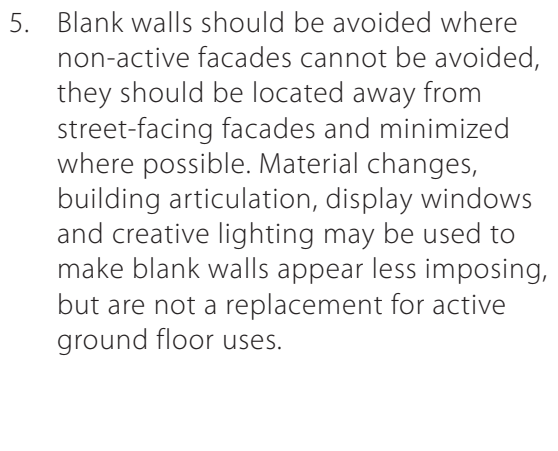 5. Blank walls should be avoided where
non-active facades cannot be avoided,
they should be located away from
street-facing facades and minimized
where possible. Material changes,
building articulation, display windows
and creative lighting may be used to
make blank walls appear less imposing,
but are not a replacement for active
ground floor uses.